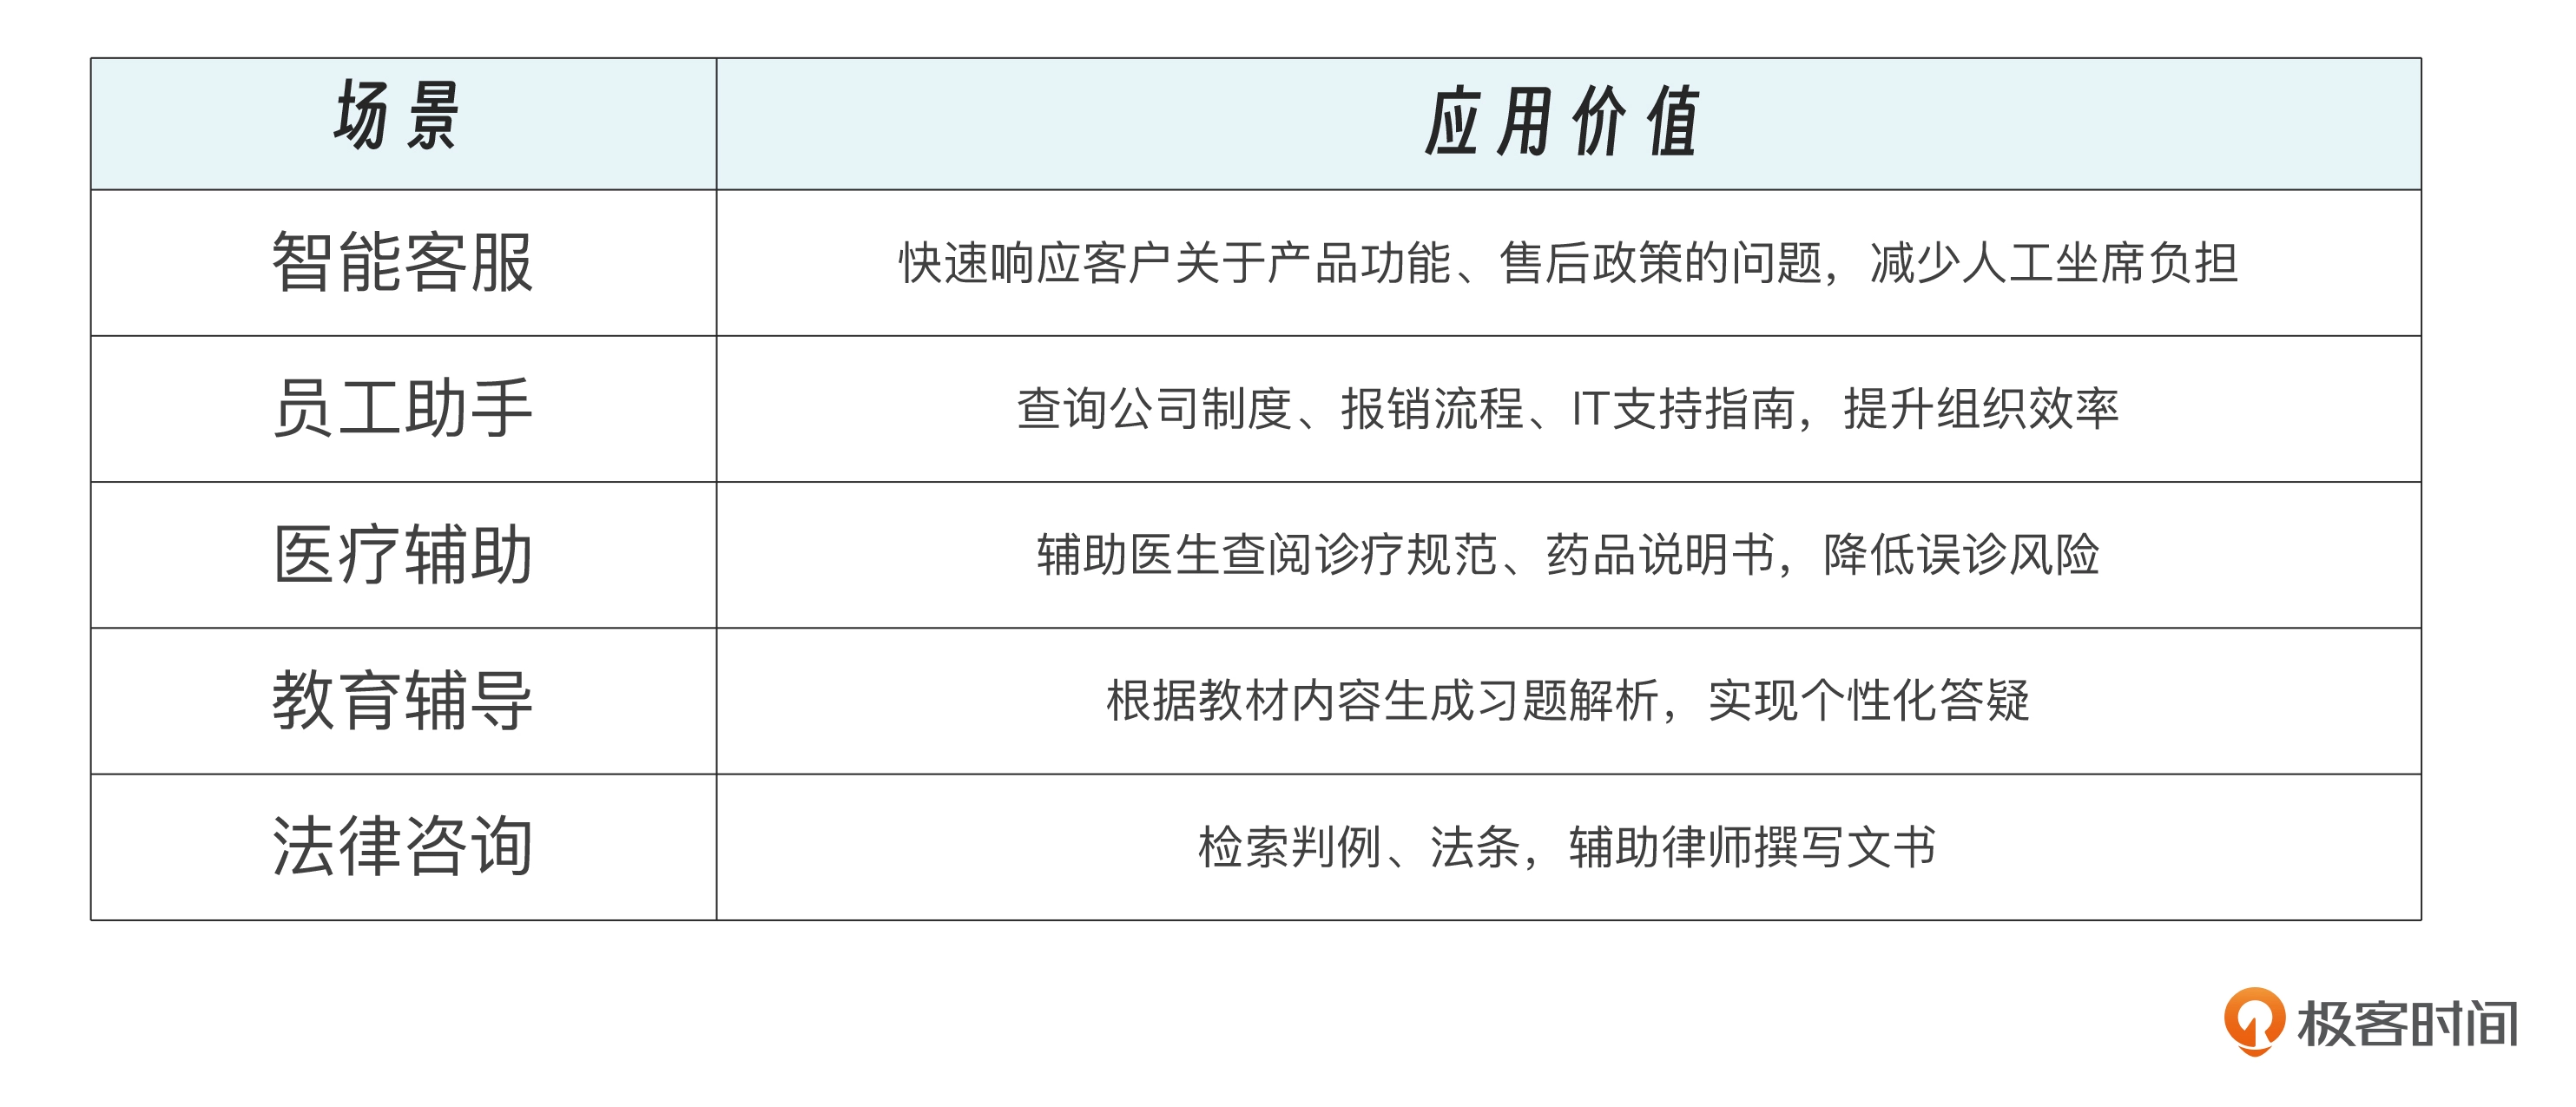 场景 应用价值
智能客服 快速响应客户关于产品功能、售后政策的问题，减少人工坐席负担
员工助手 查询公司制度、报销流程、IT支持指南，提升组织效率
医疗辅助 辅助医生查阅诊疗规范、药品说明书，降低误诊风险
教育辅导 根据教材内容生成习题解析，实现个性化答疑
法律咨询 检索判例、法条，辅助律师撰写文书
极客时间